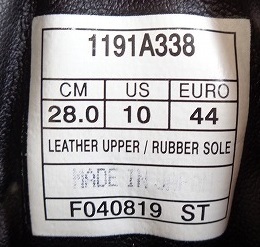 1191A338
CM US EURO
28.0 10 44
LEATHER UPPER / RUBBER SOLE
MADE IN
F040819 ST